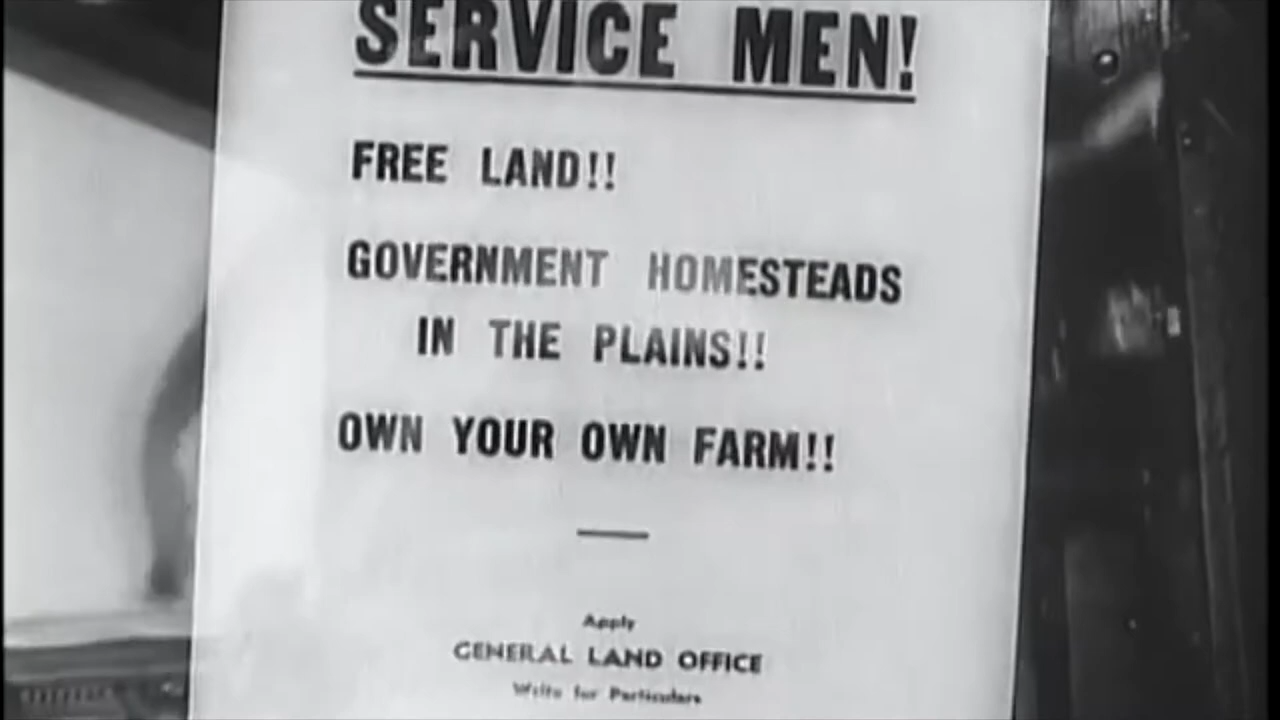 SERVICE MEN!
FREE LAND!!
GOVERNMENT HOMESTEADS
IN THE PLAINS!!
OWN YOUR OWN FARM!!
Apply
GENERAL LAND OFFICE
Write for Particulars